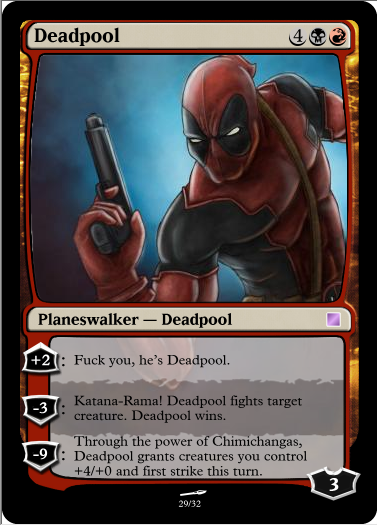 Deadpool 4
Planeswalker — Deadpool
+2: Fuck you, he's Deadpool.
-3: Katana-Rama! Deadpool fights target
creature. Deadpool wins.
-9: Through the power of Chimichangas,
Deadpool grants creatures you control
+4/+0 and first strike this turn.
3
29/32